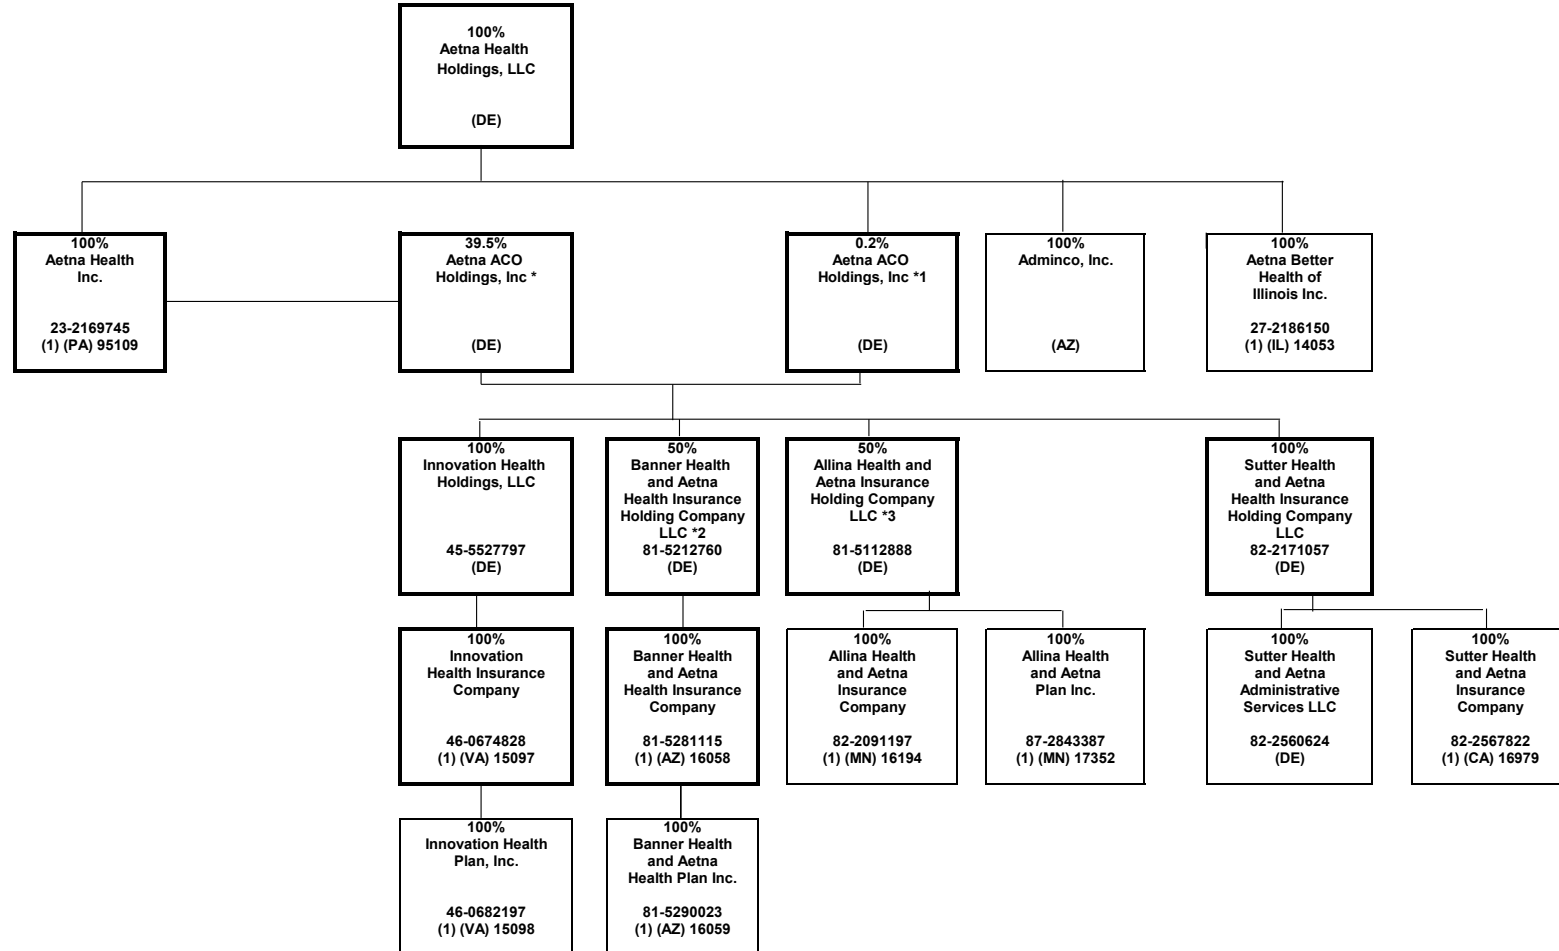 100%
Aetna Health
Holdings, LLC
(DE)
100%
Aetna Health
Inc.
23-2169745
(1) (PA) 95109
39.5%
Aetna ACO
Holdings, Inc *
(DE)
0.2%
Aetna ACO
Holdings, Inc *1
(DE)
100%
Adminco, Inc.
(AZ)
100%
Aetna Better
Health of
Illinois Inc.
27-2186150
(1) (IL) 14053
100%
Innovation Health
Holdings, LLC
45-5527797
(DE)
50%
Banner Health
and Aetna
Health Insurance
Holding Company
LLC *2
81-5212760
(DE)
50%
Allina Health and
Aetna Insurance
Holding Company
LLC *3
81-5112888
(DE)
100%
Sutter Health
and Aetna
Health Insurance
Holding Company
LLC
82-2171057
(DE)
100%
Innovation
Health Insurance
Company
46-0674828
(1) (VA) 15097
100%
Banner Health
and Aetna
Health Insurance
Company
81-5281115
(1) (AZ) 16058
100%
Allina Health
and Aetna
Insurance
Company
82-2091197
(1) (MN) 16194
100%
Allina Health
and Aetna
Plan Inc.
87-2843387
(1) (MN) 17352
100%
Sutter Health
and Aetna
Administrative
Services LLC
82-2560624
(DE)
100%
Sutter Health
and Aetna
Insurance
Company
82-2567822
(1) (CA) 16979
100%
Innovation Health
Plan, Inc.
46-0682197
(1) (VA) 15098
100%
Banner Health
and Aetna
Health Plan Inc.
81-5290023
(1) (AZ) 16059